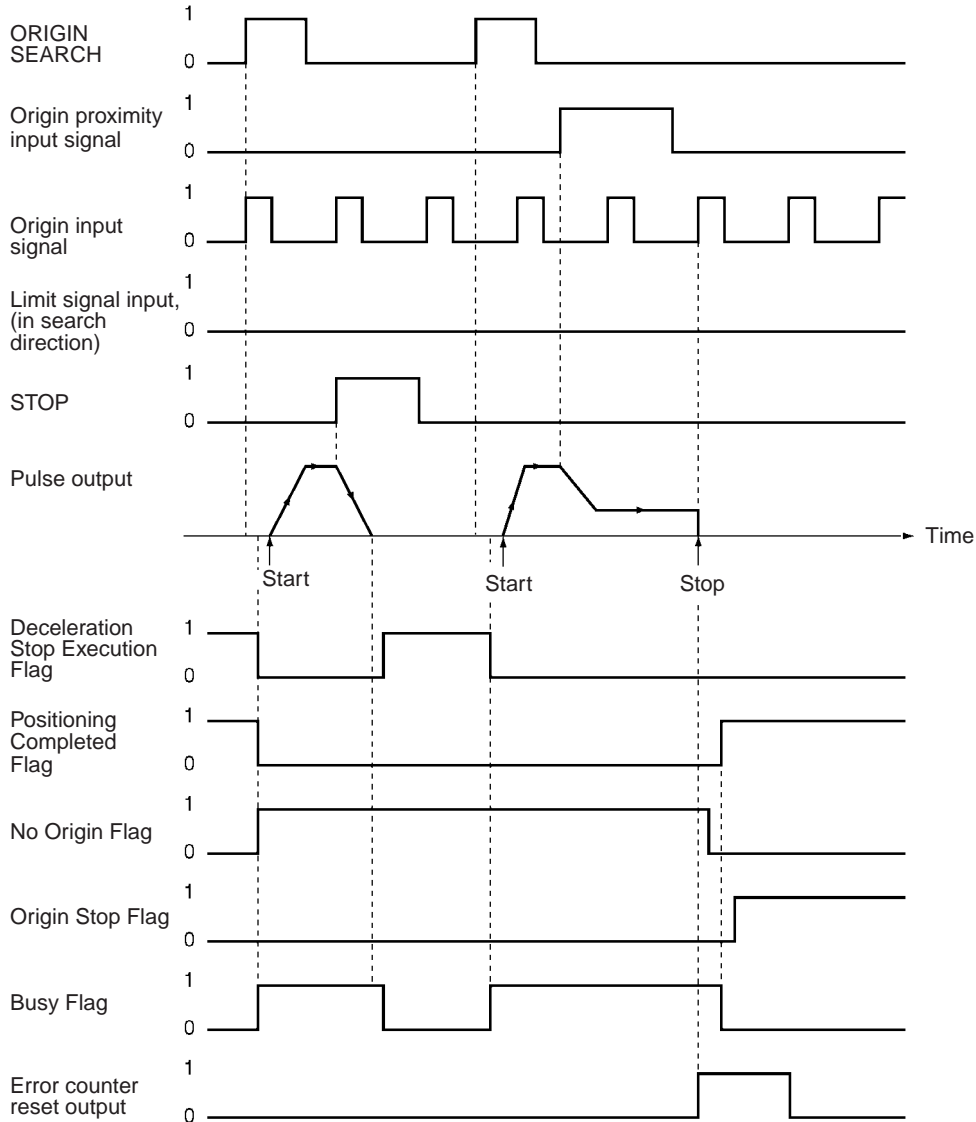 1
ORIGIN
SEARCH
0
1
Origin proximity
input signal
0
1
Origin input
signal
0
1
Limit signal input,
(in search
direction)
0
1
STOP
0
Pulse output
Time
Start
Start
Stop
Deceleration
Stop Execution
Flag
1
0
Positioning
Completed
Flag
1
0
1
No Origin Flag
0
1
Origin Stop Flag
0
1
Busy Flag
0
1
Error counter
reset output
0